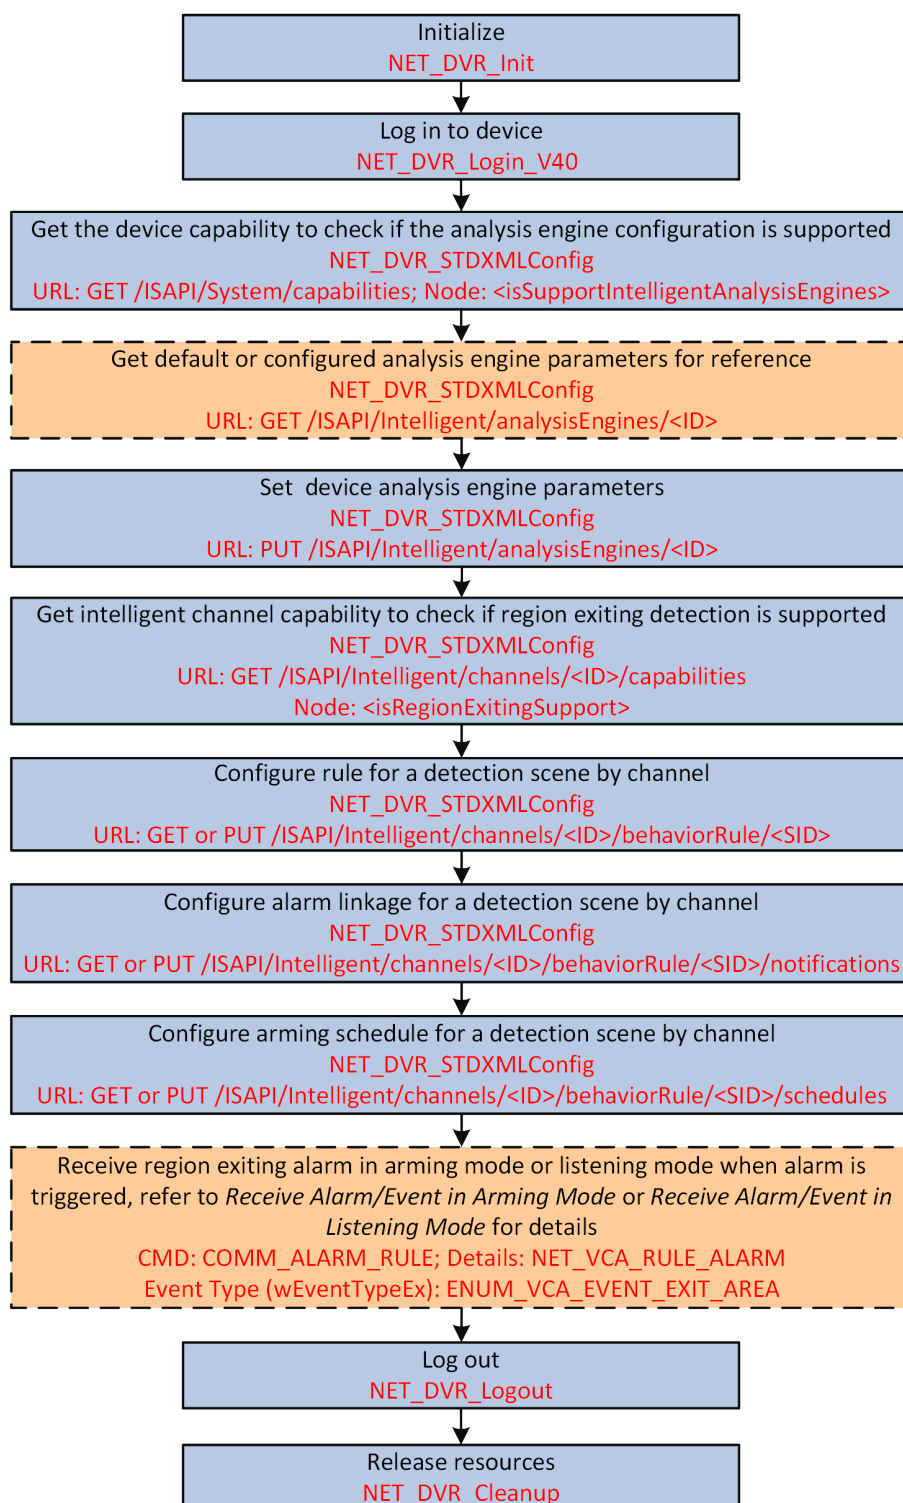 Initialize
NET_DVR_Init
Log in to device
NET_DVR_Login_V40
Get the device capability to check if the analysis engine configuration is supported
NET_DVR_STDXMLConfig
URL: GET /ISAPI/System/capabilities; Node: <isSupportIntelligentAnalysisEngines>
Get default or configured analysis engine parameters for reference
NET_DVR_STDXMLConfig
URL: GET /ISAPI/Intelligent/analysisEngines/<ID>
Set  device analysis engine parameters
NET_DVR_STDXMLConfig
URL: PUT /ISAPI/Intelligent/analysisEngines/<ID>
Get intelligent channel capability to check if region exiting detection is supported
NET_DVR_STDXMLConfig
URL: GET /ISAPI/Intelligent/channels/<ID>/capabilities
Node: <isRegionExitingSupport>
Configure rule for a detection scene by channel
NET_DVR_STDXMLConfig
URL: GET or PUT /ISAPI/Intelligent/channels/<ID>/behaviorRule/<SID>
Configure alarm linkage for a detection scene by channel
NET_DVR_STDXMLConfig
URL: GET or PUT /ISAPI/Intelligent/channels/<ID>/behaviorRule/<SID>/notifications
Configure arming schedule for a detection scene by channel
NET_DVR_STDXMLConfig
URL: GET or PUT /ISAPI/Intelligent/channels/<ID>/behaviorRule/<SID>/schedules
Receive region exiting alarm in arming mode or listening mode when alarm is
triggered, refer to Receive Alarm/Event in Arming Mode or Receive Alarm/Event in
Listening Mode for details
CMD: COMM_ALARM_RULE; Details: NET_VCA_RULE_ALARM
Event Type (wEventTypeEx): ENUM_VCA_EVENT_EXIT_AREA
Log out
NET_DVR_Logout
Release resources
NET_DVR_Cleanup